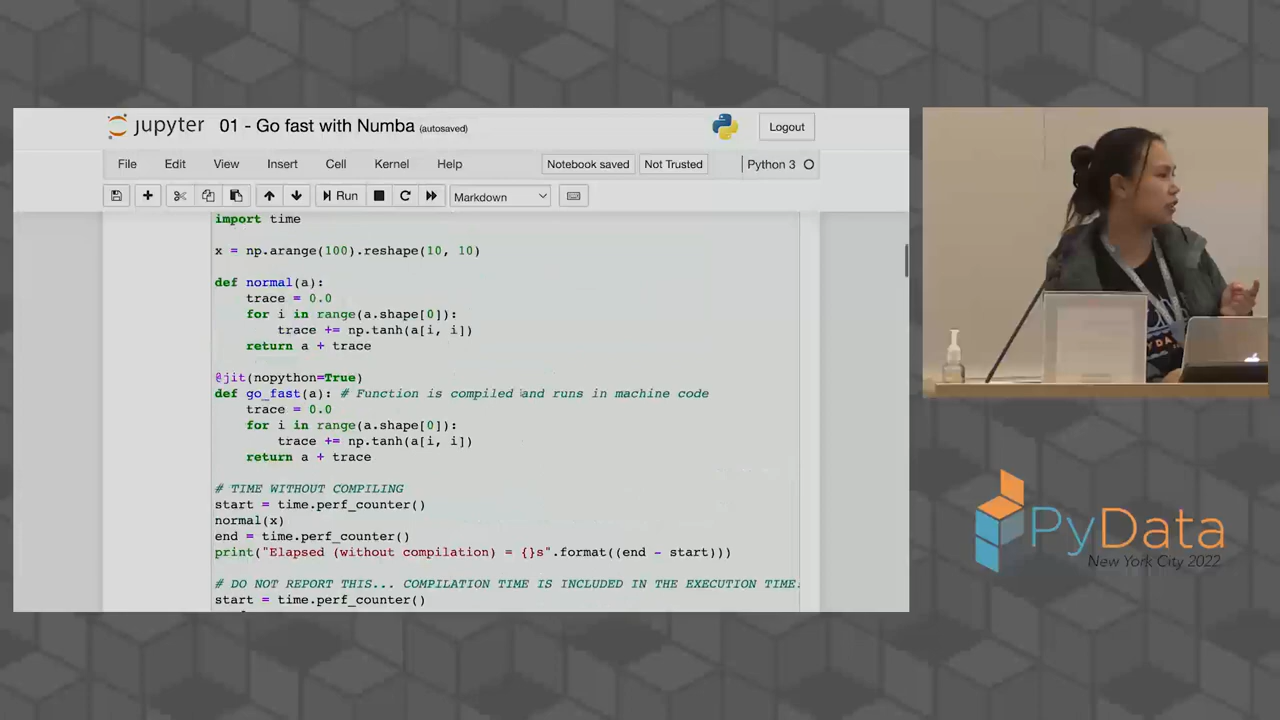 jupyter 01 - Go fast with Numba (autosaved)
Logout
File Edit View Insert Cell Kernel Help
Notebook saved Not Trusted Python 3
Run Markdown
import time
x = np.arange(100).reshape(10, 10)
def normal(a):
trace = 0.0
for i in range(a.shape[0]):
trace += np.tanh(a[i, i])
return a + trace
@jit(nopython=True)
def go_fast(a): # Function is compiled and runs in machine code
trace = 0.0
for i in range(a.shape[0]):
trace += np.tanh(a[i, i])
return a + trace
# TIME WITHOUT COMPILING
start = time.perf_counter()
normal(x)
end = time.perf_counter()
print("Elapsed (without compilation) = {}s".format((end - start)))
# DO NOT REPORT THIS... COMPILATION TIME IS INCLUDED IN THE EXECUTION TIME
start = time.perf_counter()
PyData
New York City 2022